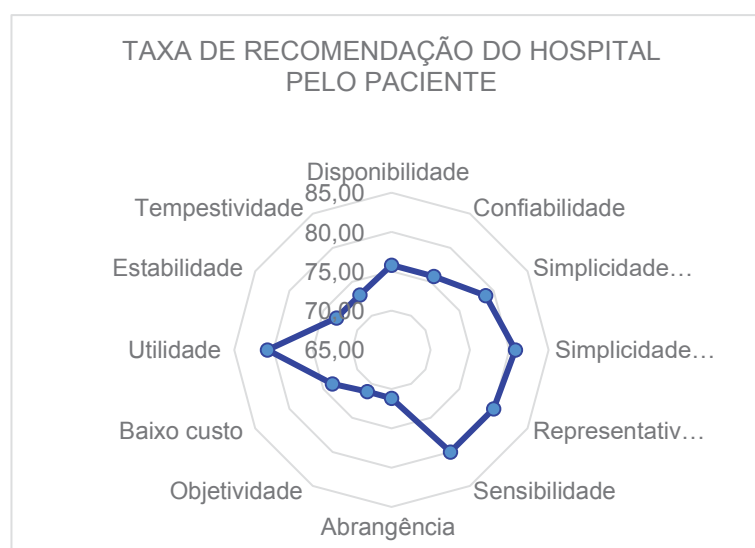 TAXA DE RECOMENDAÇÃO DO HOSPITAL
PELO PACIENTE
Disponibilidade
85,00
Tempestividade
Confiabilidade
80,00
Estabilidade
75,00
Simplicidade…
70,00
Utilidade
65,00
Simplicidade…
Baixo custo
Representativ…
Objetividade
Sensibilidade
Abrangência